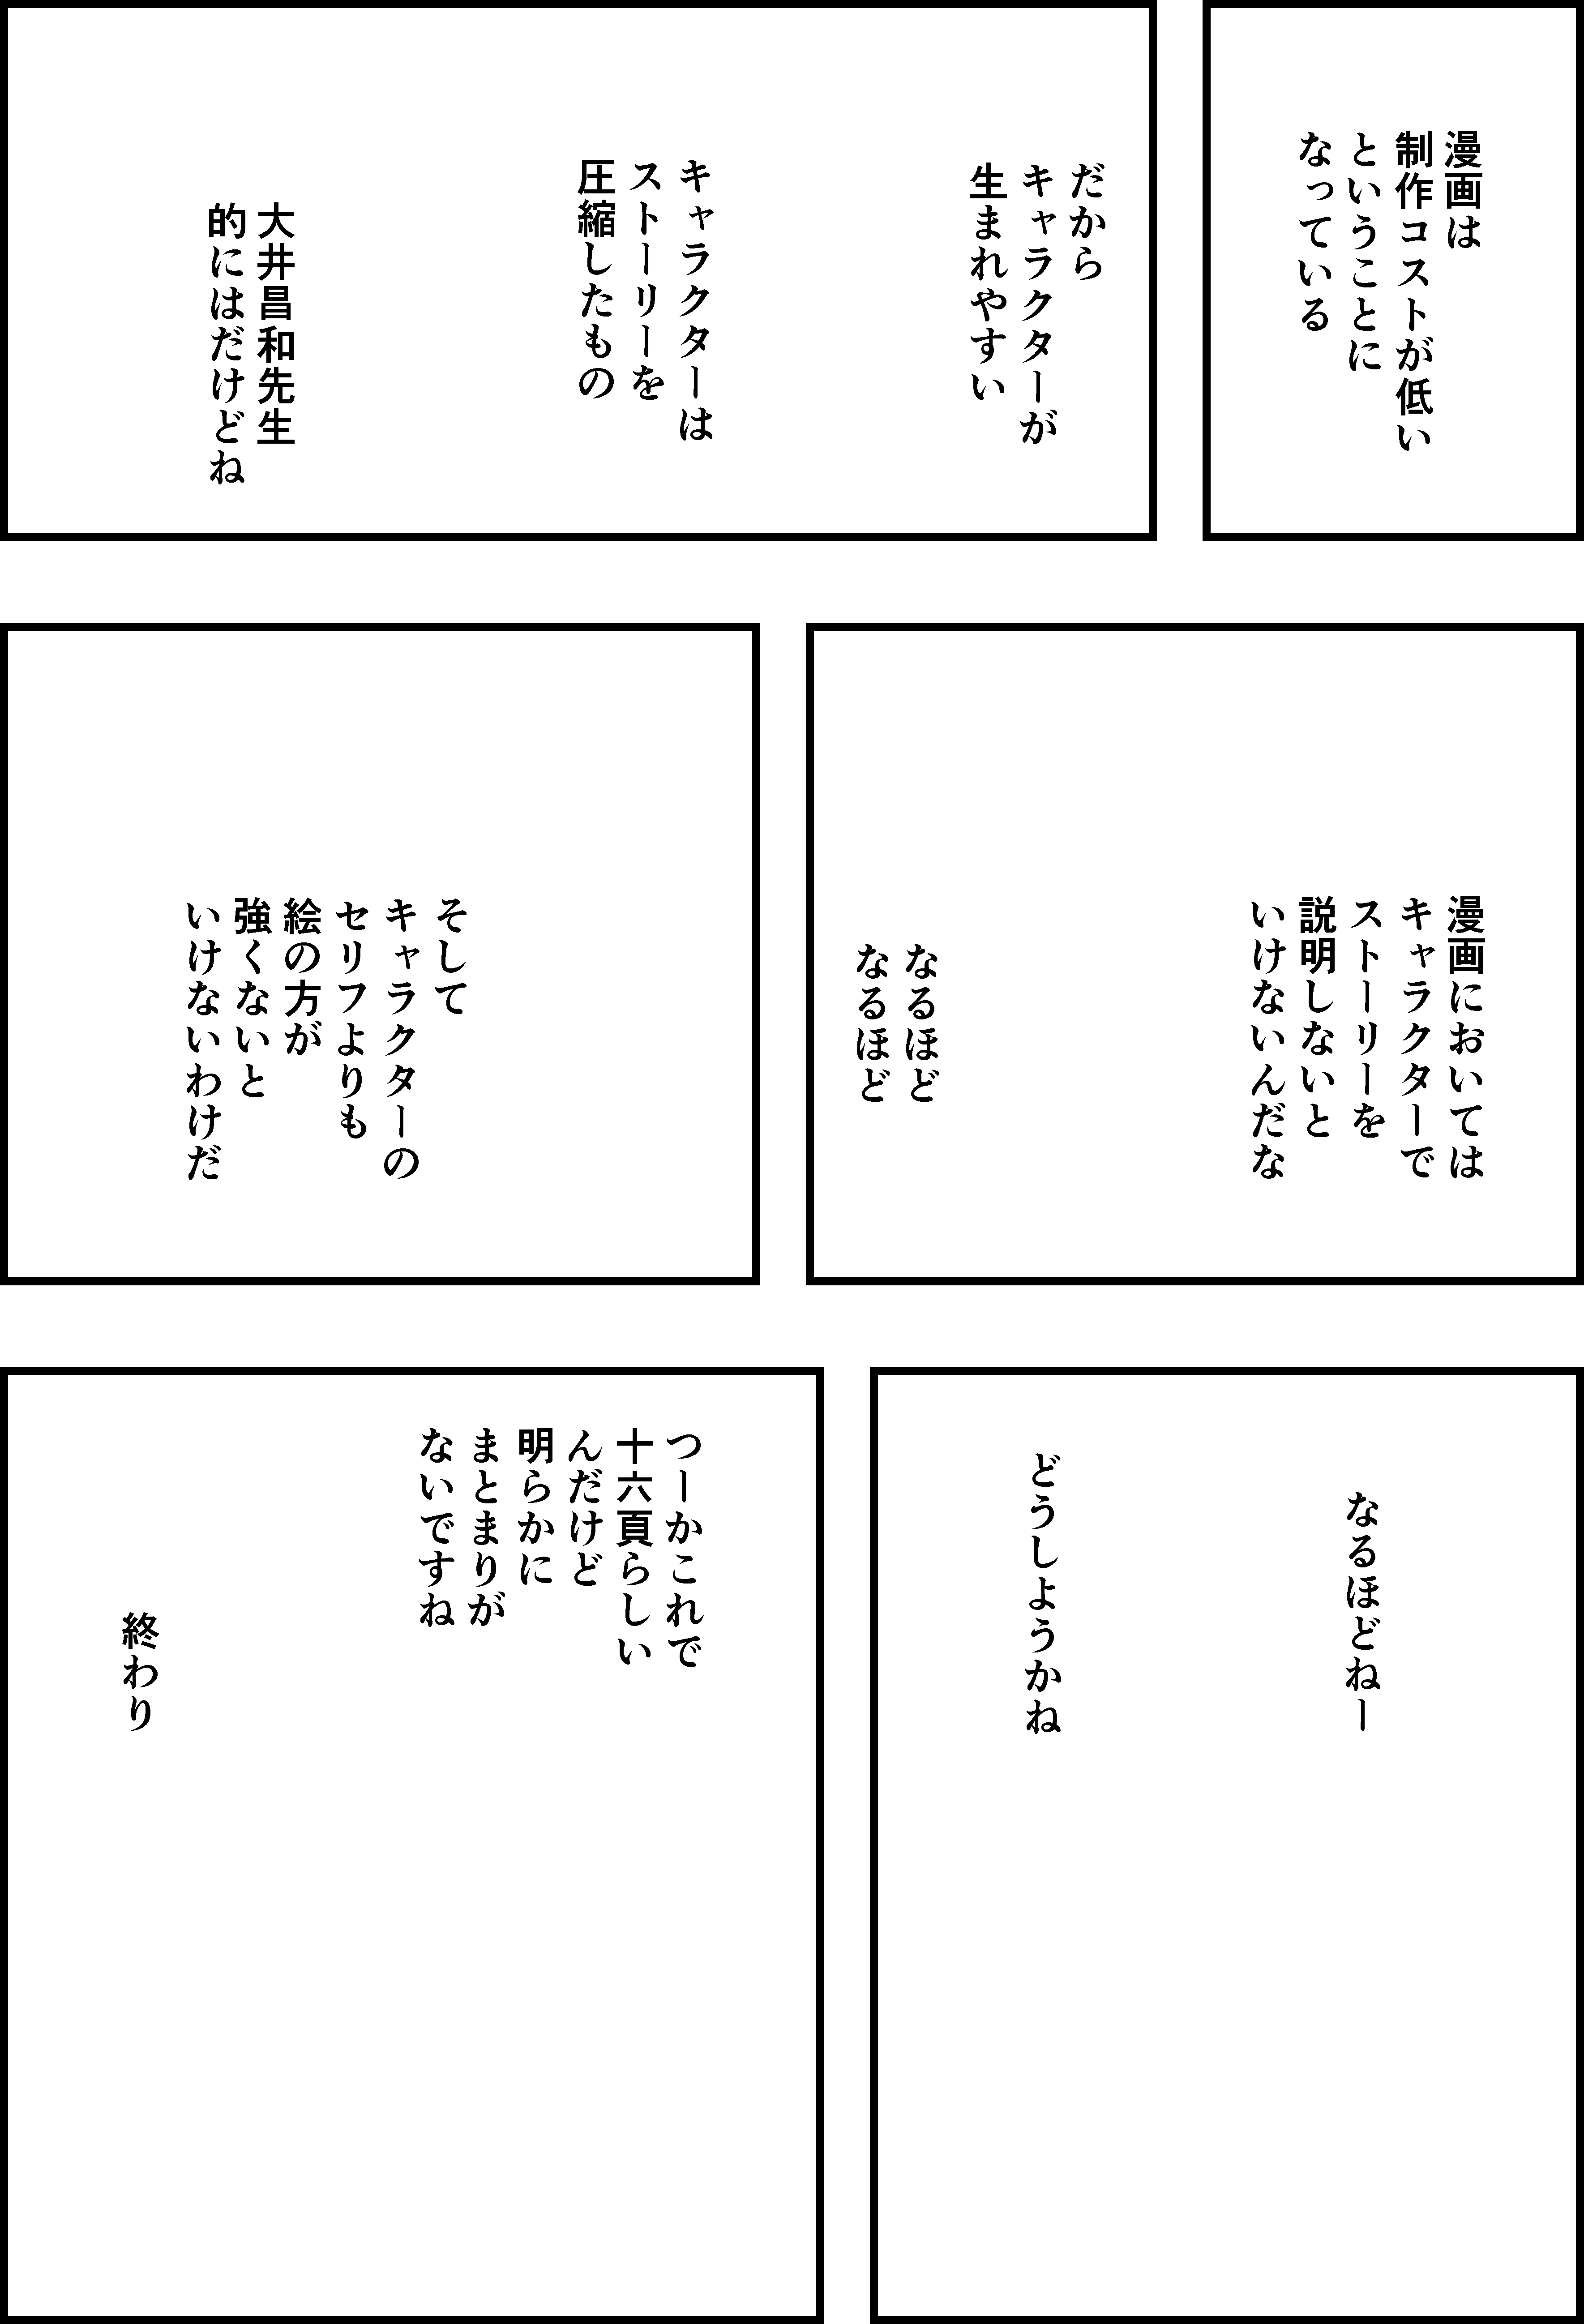 漫画は
制作コストが低い
ということに
なっている
だから
キャラクターが
生まれやすい
キャラクターは
ストーリーを
圧縮したもの
大井昌和先生
的にはだけどね
漫画においては
キャラクターで
ストーリーを
説明しないと
いけないんだな
なるほど
なるほど
そして
キャラクターの
セリフよりも
絵の方が
強くないと
いけないわけだ
なるほどねー
どうしようかね
つーかこれで
十六頁らしい
んだけど
明らかに
まとまりが
ないですね
終わり